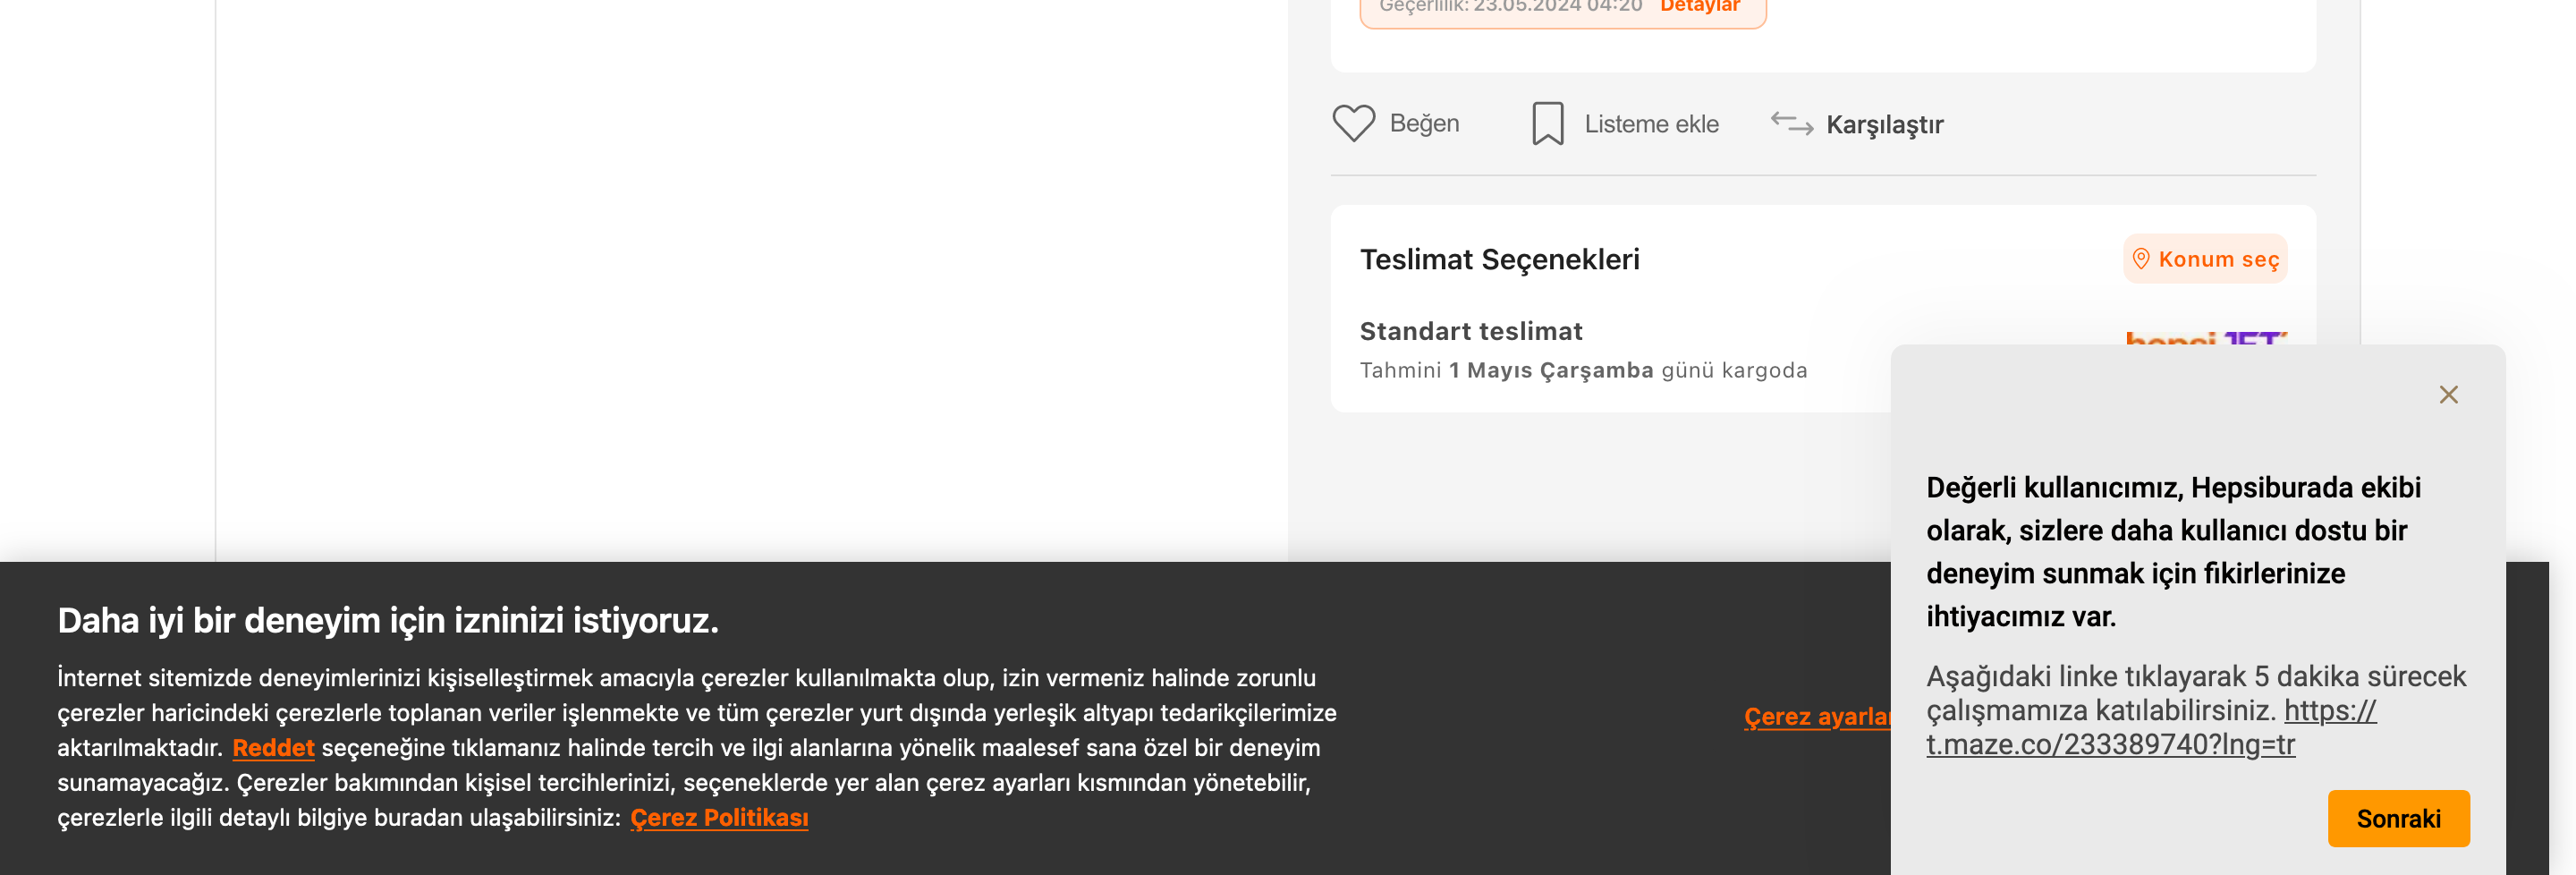 Geçerlilik: 23.05.2024 04:20 Detaylar
Beğen
Listeme ekle
Karşılaştır
Teslimat Seçenekleri
Konum seç
Standart teslimat
hepsiJET
Tahmini 1 Mayıs Çarşamba günü kargoda
Değerli kullanıcımız, Hepsiburada ekibi
olarak, sizlere daha kullanıcı dostu bir
deneyim sunmak için fikirlerinize
ihtiyacımız var.
Aşağıdaki linke tıklayarak 5 dakika sürecek
çalışmamıza katılabilirsiniz. https://
t.maze.co/233389740?lng=tr
Sonraki
Daha iyi bir deneyim için izninizi istiyoruz.
İnternet sitemizde deneyimlerinizi kişiselleştirmek amacıyla çerezler kullanılmakta olup, izin vermeniz halinde zorunlu
çerezler haricindeki çerezlerle toplanan veriler işlenmekte ve tüm çerezler yurt dışında yerleşik altyapı tedarikçilerimize
aktarılmaktadır. Reddet seçeneğine tıklamanız halinde tercih ve ilgi alanlarına yönelik maalesef sana özel bir deneyim
sunamayacağız. Çerezler bakımından kişisel tercihlerinizi, seçeneklerde yer alan çerez ayarları kısmından yönetebilir,
çerezlerle ilgili detaylı bilgiye buradan ulaşabilirsiniz: Çerez Politikası
Çerez ayarlar